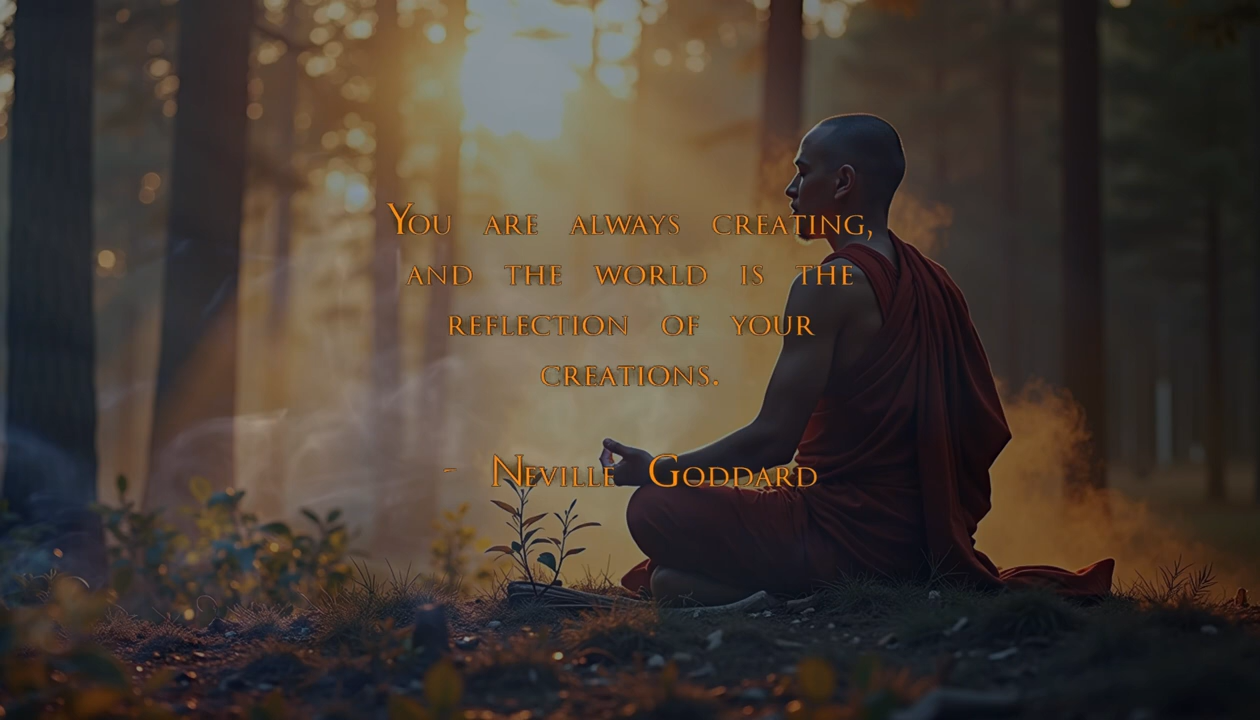 You are always creating,
and the world is the
reflection of your
creations.
- Neville Goddard